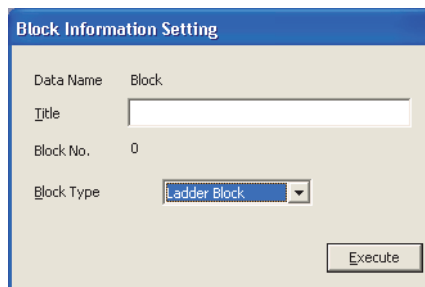 Block Information Setting
Data Name Block
Title
Block No. 0
Block Type Ladder Block
Execute